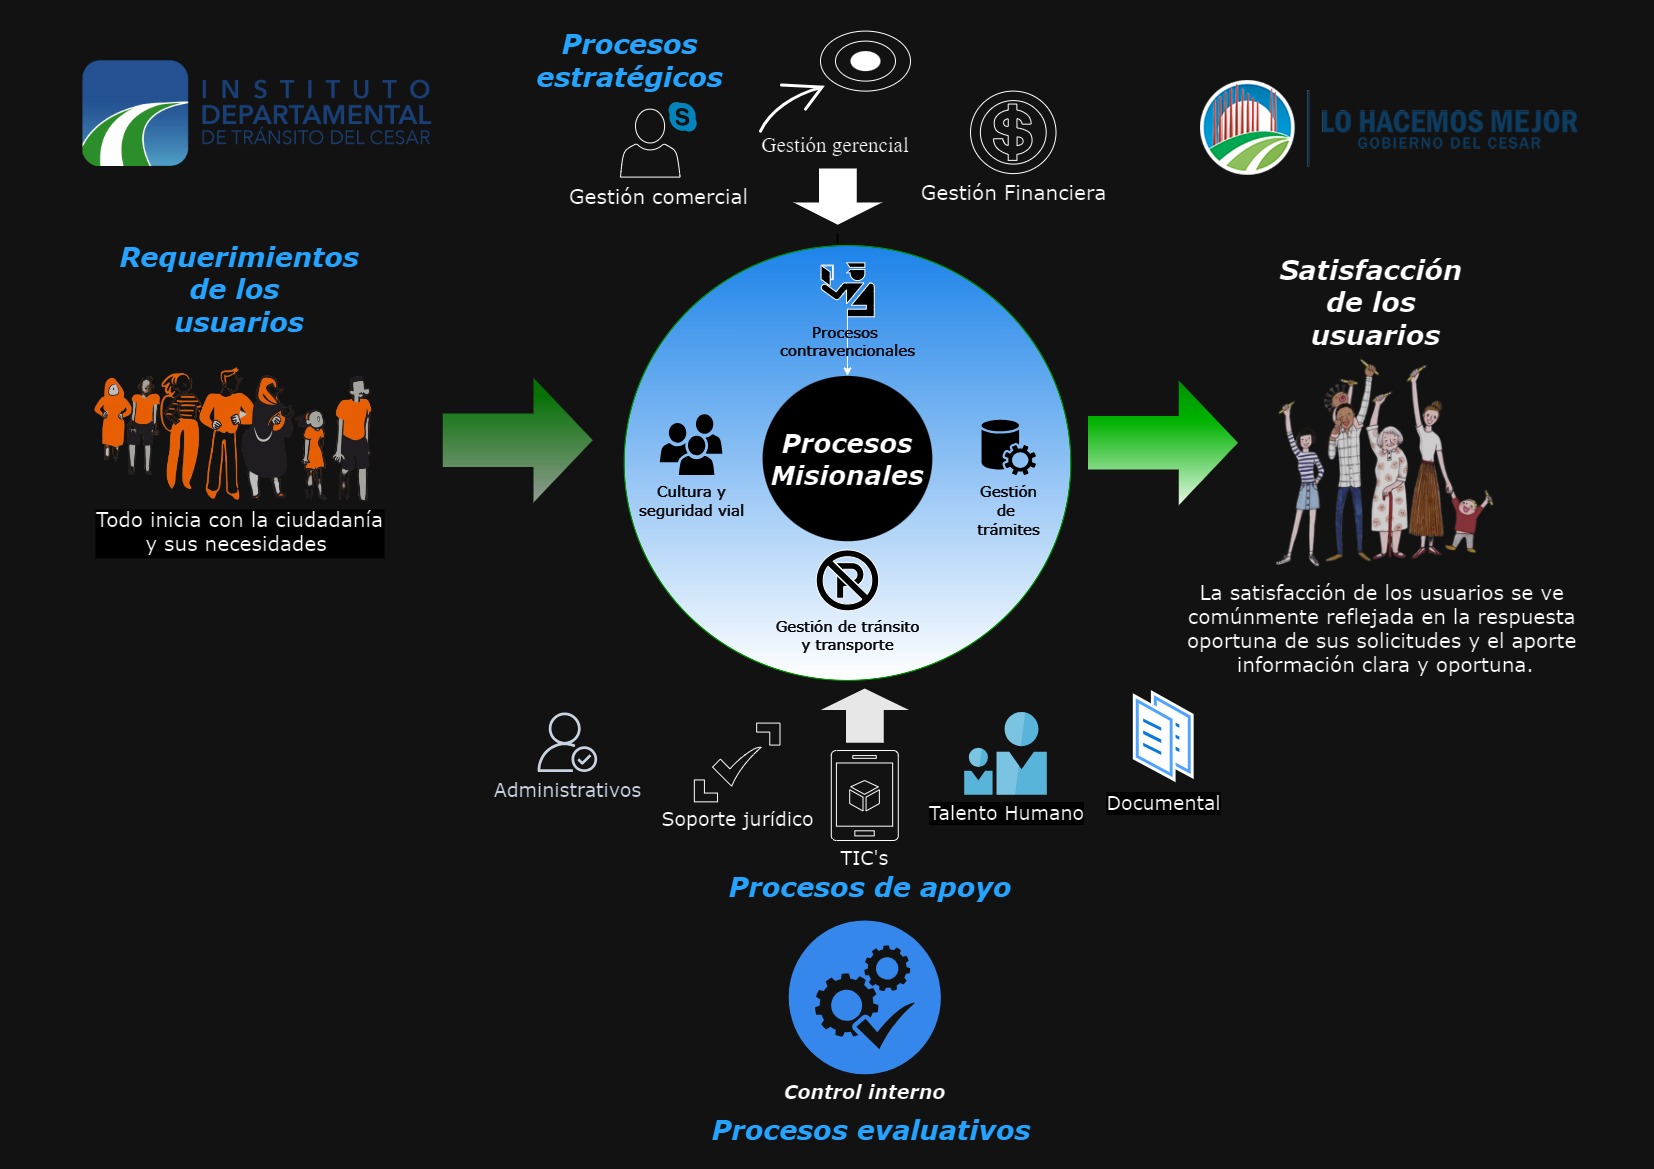 INSTITUTO
DEPARTAMENTAL
DE TRÁNSITO DEL CESAR
Procesos
estratégicos
S
Gestión comercial
Gestión gerencial
$
Gestión Financiera
LO HACEMOS MEJOR
GOBIERNO DEL CESAR
Requerimientos
de los
usuarios
Todo inicia con la ciudadanía
y sus necesidades
Procesos
contravencionales
Cultura y
seguridad vial
Procesos
Misionales
Gestión
de
trámites
P
Gestión de tránsito
y transporte
Satisfacción
de los
usuarios
La satisfacción de los usuarios se ve
comúnmente reflejada en la respuesta
oportuna de sus solicitudes y el aporte
información clara y oportuna.
Administrativos
Soporte jurídico
TIC's
Talento Humano
Documental
Procesos de apoyo
Control interno
Procesos evaluativos